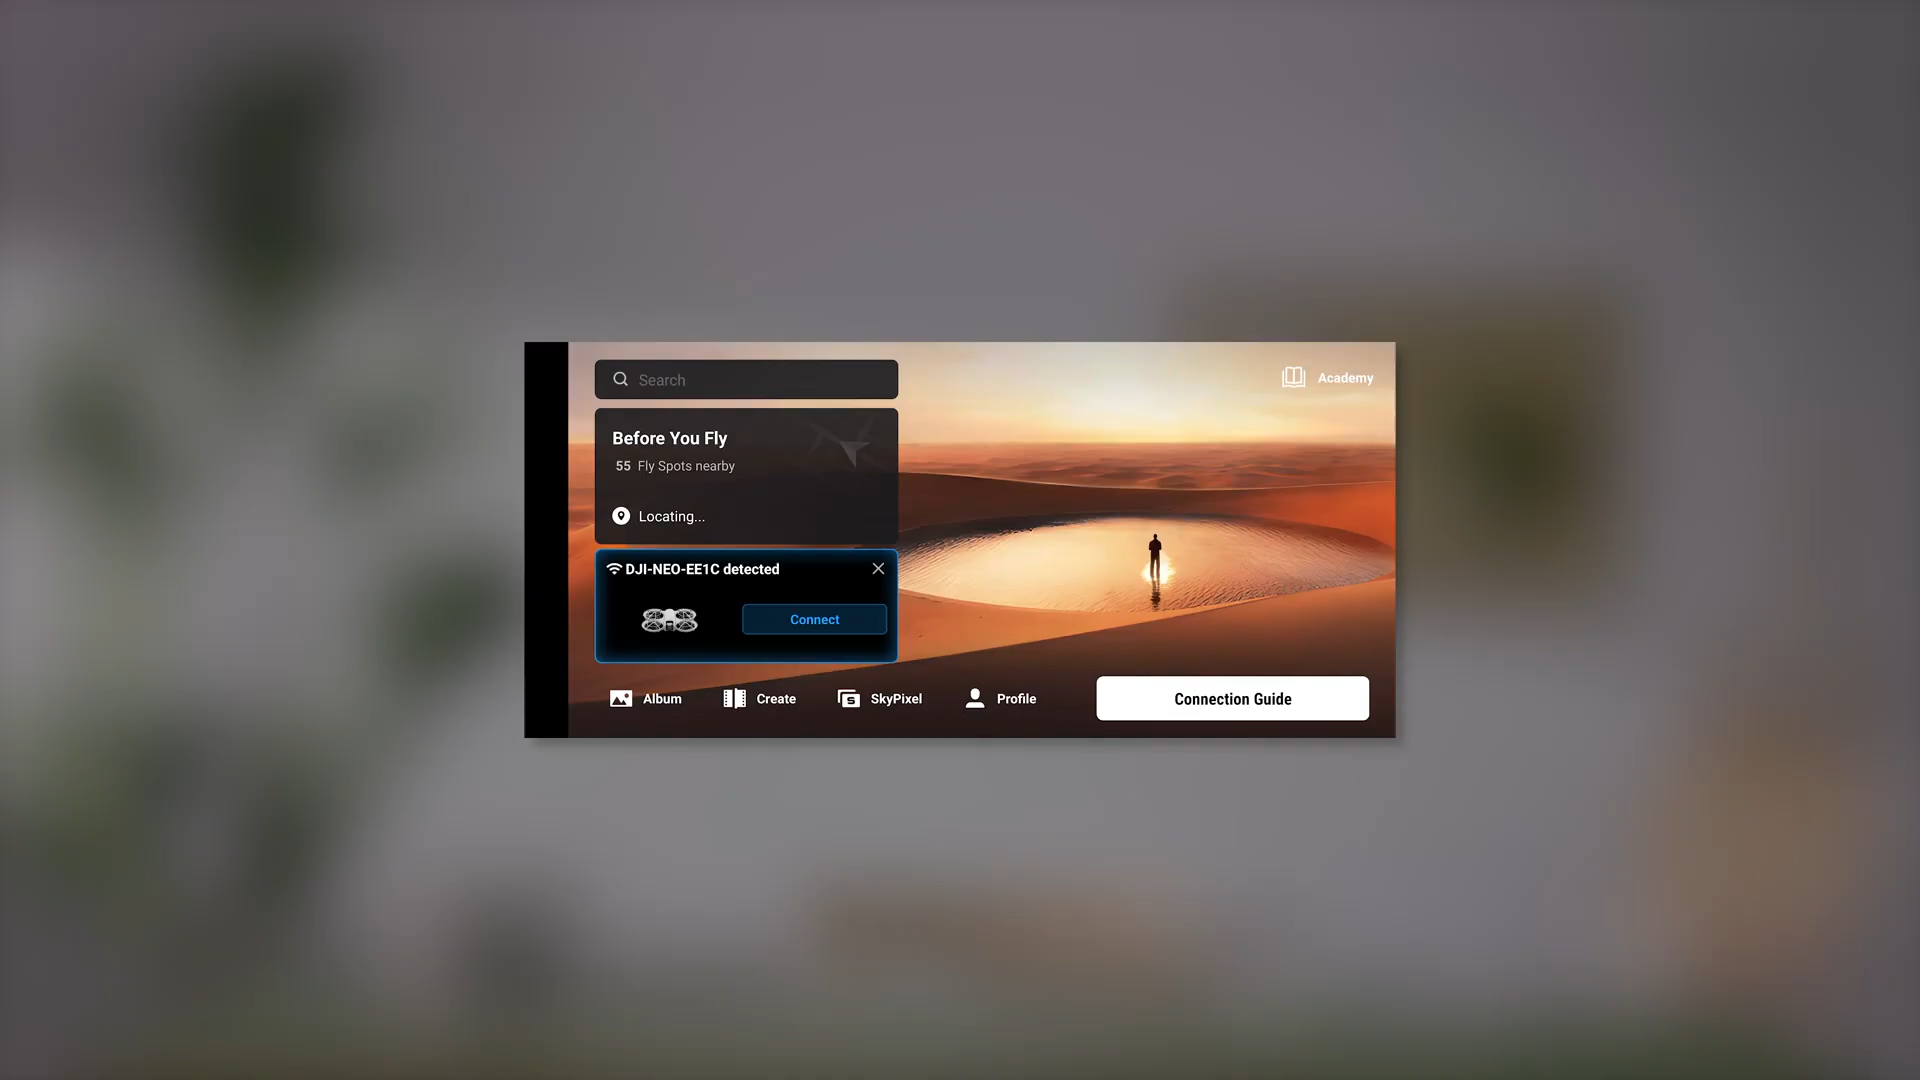 Search
Academy
Before You Fly
55 Fly Spots nearby
Locating...
DJI-NEO-EE1C detected
Connect
Album
Create
SkyPixel
Profile
Connection Guide